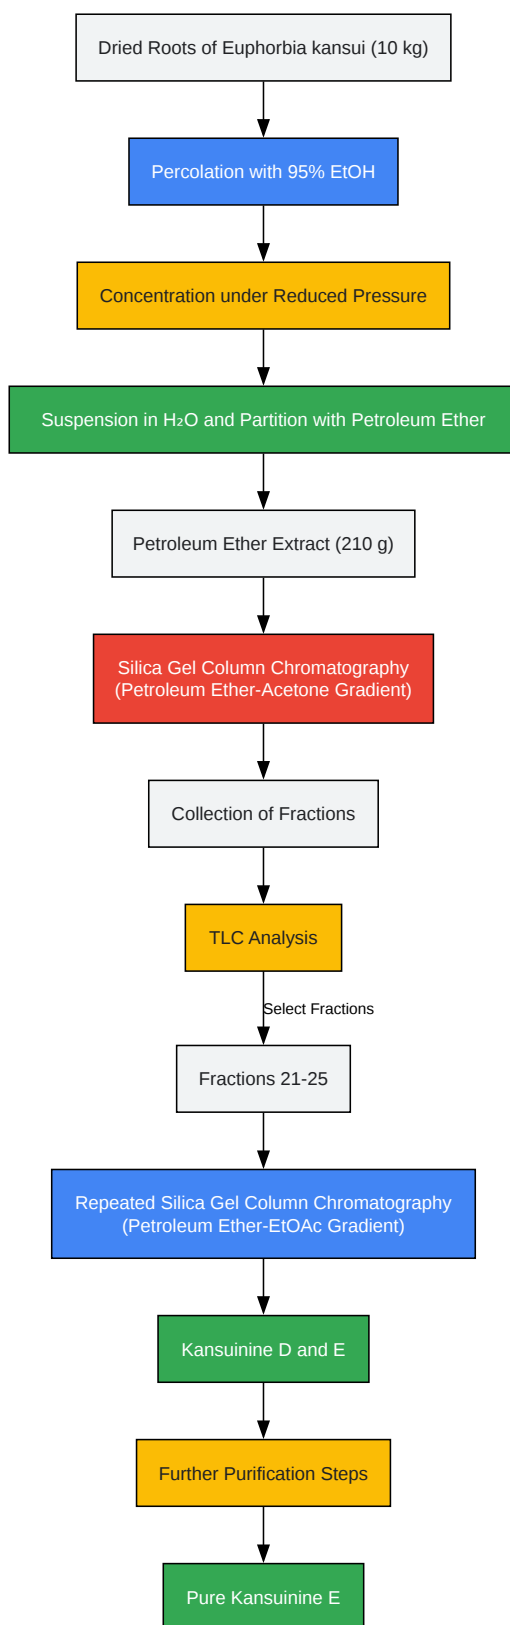 Dried Roots of Euphorbia kansui (10 kg)
Percolation with 95% EtOH
Concentration under Reduced Pressure
Suspension in H₂O and Partition with Petroleum Ether
Petroleum Ether Extract (210 g)
Silica Gel Column Chromatography
(Petroleum Ether-Acetone Gradient)
Collection of Fractions
TLC Analysis
Select Fractions
Fractions 21-25
Repeated Silica Gel Column Chromatography
(Petroleum Ether-EtOAc Gradient)
Kansuinine D and E
Further Purification Steps
Pure Kansuinine E